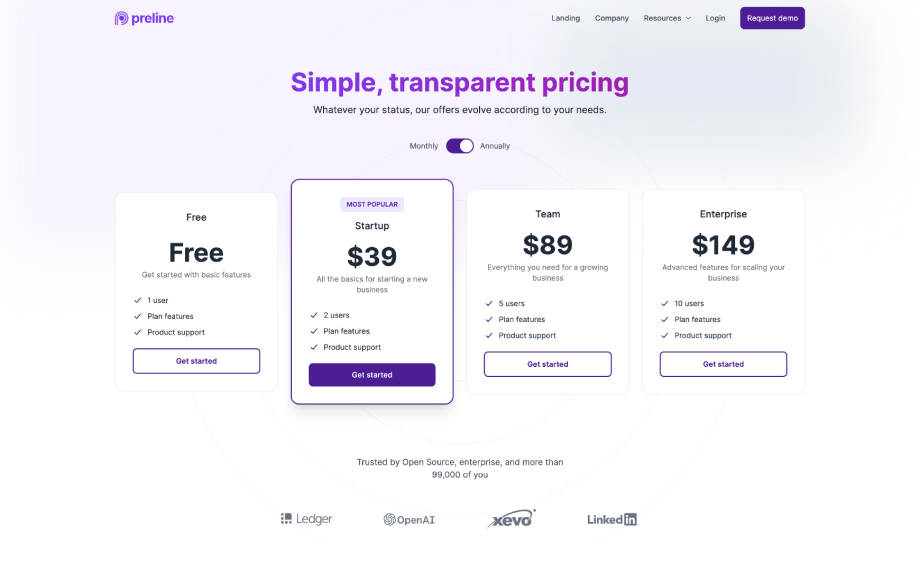 preline
Landing Company Resources Login Request demo
Simple, transparent pricing
Whatever your status, our offers evolve according to your needs.
Monthly Annually
Free
Free
Get started with basic features
1 user
Plan features
Product support
Get started
MOST POPULAR
Startup
$39
All the basics for starting a new
business
2 users
Plan features
Product support
Get started
Team
$89
Everything you need for a growing
business
5 users
Plan features
Product support
Get started
Enterprise
$149
Advanced features for scaling your
business
10 users
Plan features
Product support
Get started
Trusted by Open Source, enterprise, and more than
99,000 of you
Ledger OpenAI xevo Linkedin